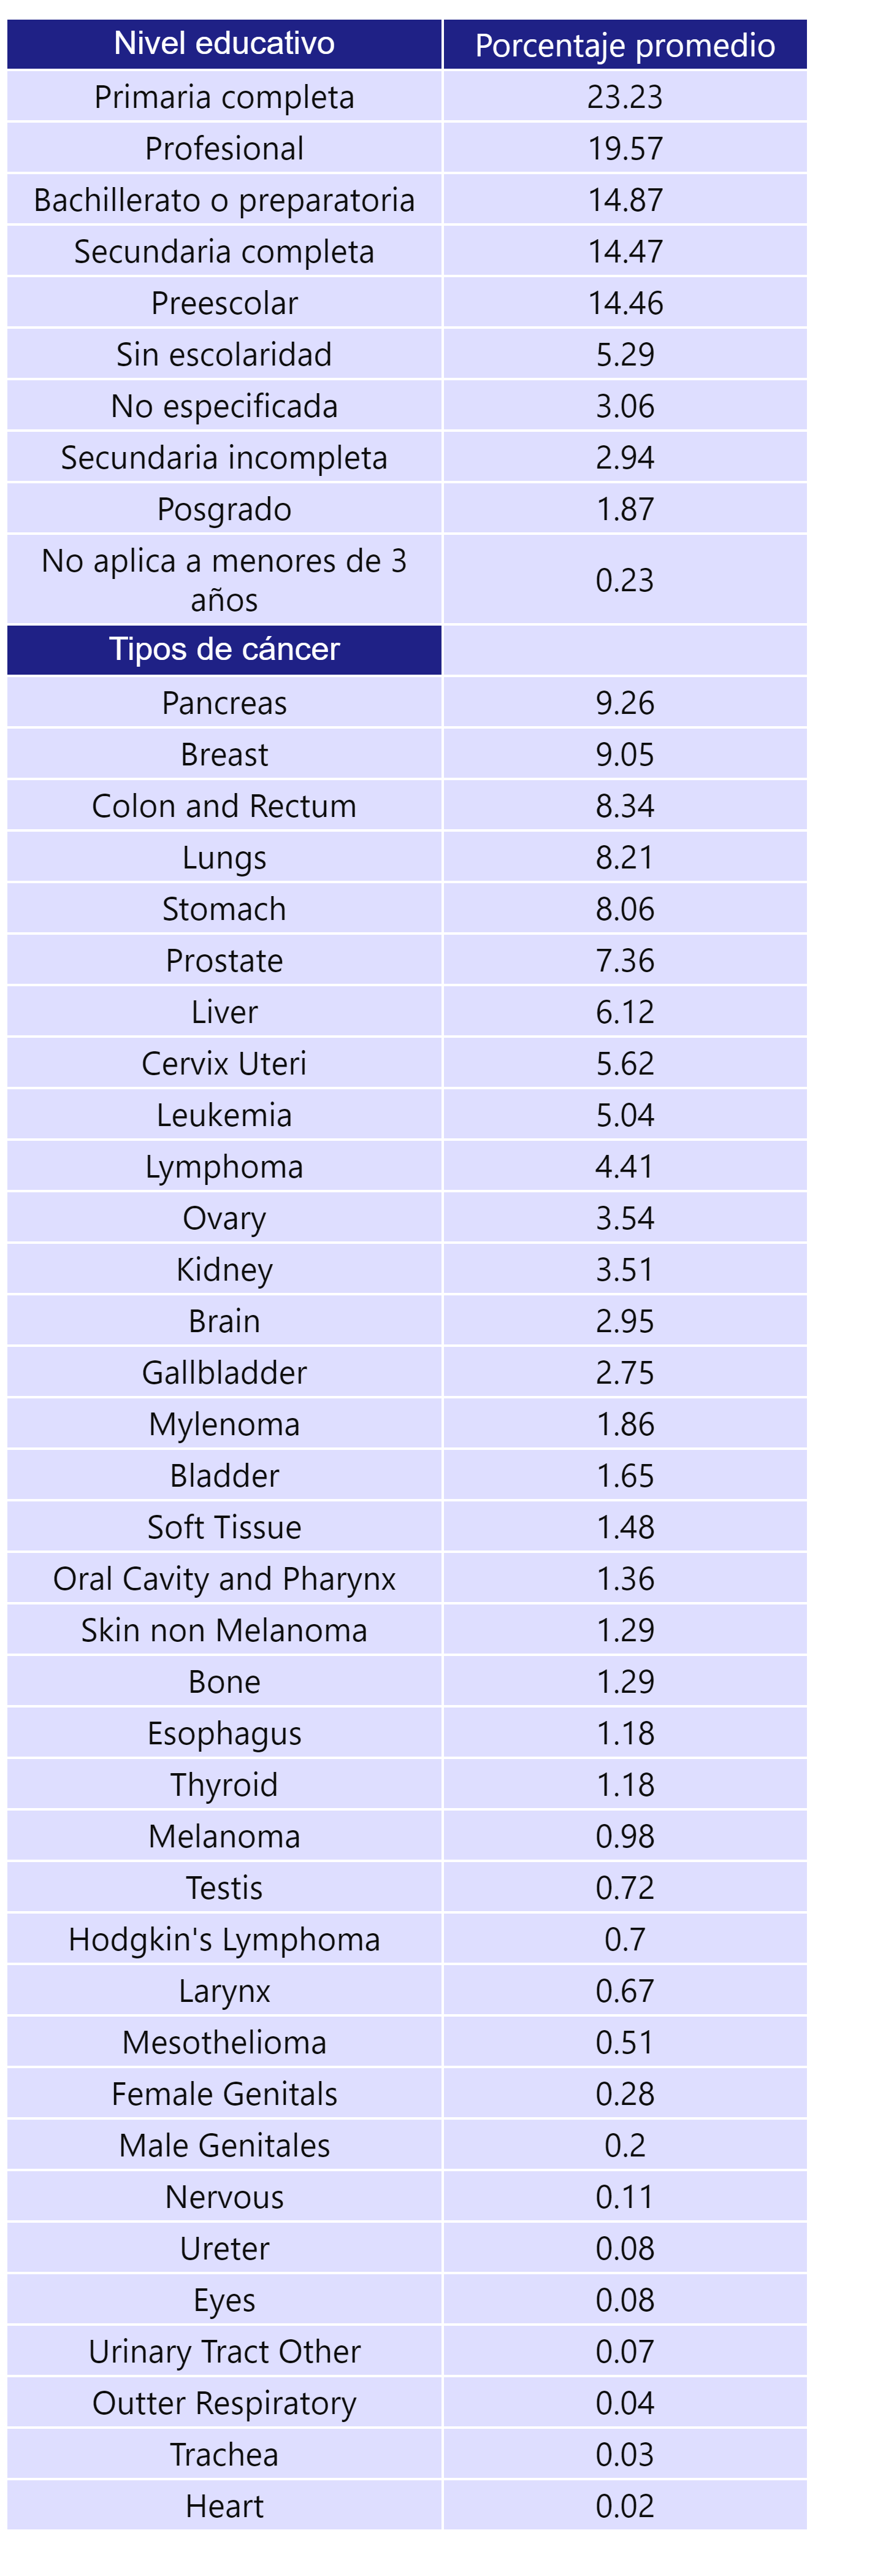 Nivel educativo Porcentaje promedio
Primaria completa 23.23
Profesional 19.57
Bachillerato o preparatoria 14.87
Secundaria completa 14.47
Preescolar 14.46
Sin escolaridad 5.29
No especificada 3.06
Secundaria incompleta 2.94
Posgrado 1.87
No aplica a menores de 3
años 0.23
Tipos de cáncer
Pancreas 9.26
Breast 9.05
Colon and Rectum 8.34
Lungs 8.21
Stomach 8.06
Prostate 7.36
Liver 6.12
Cervix Uteri 5.62
Leukemia 5.04
Lymphoma 4.41
Ovary 3.54
Kidney 3.51
Brain 2.95
Gallbladder 2.75
Mylenoma 1.86
Bladder 1.65
Soft Tissue 1.48
Oral Cavity and Pharynx 1.36
Skin non Melanoma 1.29
Bone 1.29
Esophagus 1.18
Thyroid 1.18
Melanoma 0.98
Testis 0.72
Hodgkin's Lymphoma 0.7
Larynx 0.67
Mesothelioma 0.51
Female Genitals 0.28
Male Genitales 0.2
Nervous 0.11
Ureter 0.08
Eyes 0.08
Urinary Tract Other 0.07
Outter Respiratory 0.04
Trachea 0.03
Heart 0.02